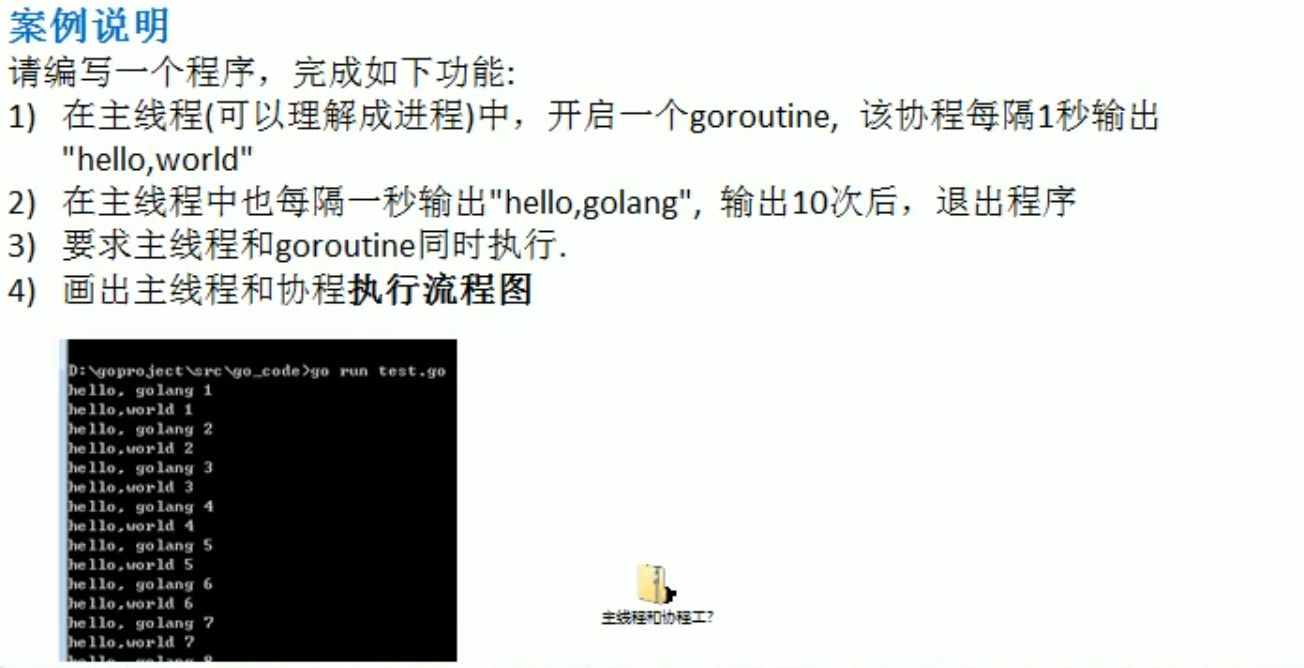 案例说明
请编写一个程序，完成如下功能:
1) 在主线程(可以理解成进程)中，开启一个goroutine, 该协程每隔1秒输出
"hello,world"
2) 在主线程中也每隔一秒输出"hello,golang", 输出10次后，退出程序
3) 要求主线程和goroutine同时执行.
4) 画出主线程和协程执行流程图
D:\goproject\src\go_code>go run test.go
hello, golang 1
hello,world 1
hello, golang 2
hello,world 2
hello, golang 3
hello,world 3
hello, golang 4
hello,world 4
hello, golang 5
hello,world 5
hello, golang 6
hello,world 6
hello, golang 7
hello,world 7
hello, golang 8
主线程和协程工?